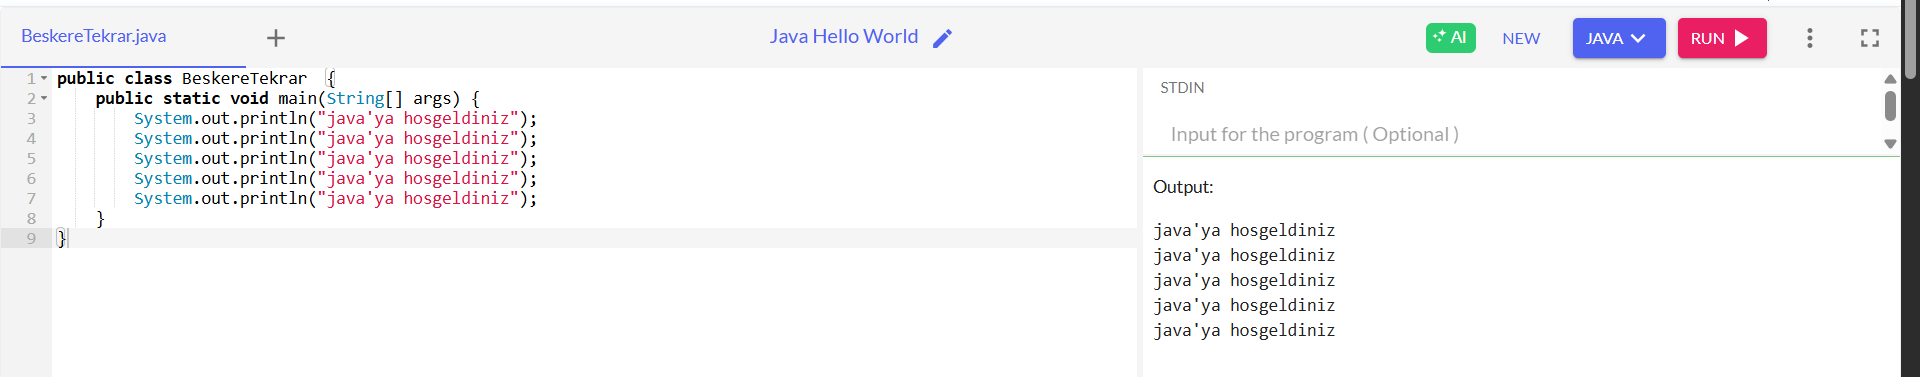 BeskereTekrar.java
Java Hello World
AI
NEW
JAVA
RUN
1 public class BeskereTekrar  {
2     public static void main(String[] args) {
3         System.out.println("java'ya hosgeldiniz");
4         System.out.println("java'ya hosgeldiniz");
5         System.out.println("java'ya hosgeldiniz");
6         System.out.println("java'ya hosgeldiniz");
7         System.out.println("java'ya hosgeldiniz");
8     }
9 }
STDIN
Input for the program ( Optional )
Output:
java'ya hosgeldiniz
java'ya hosgeldiniz
java'ya hosgeldiniz
java'ya hosgeldiniz
java'ya hosgeldiniz